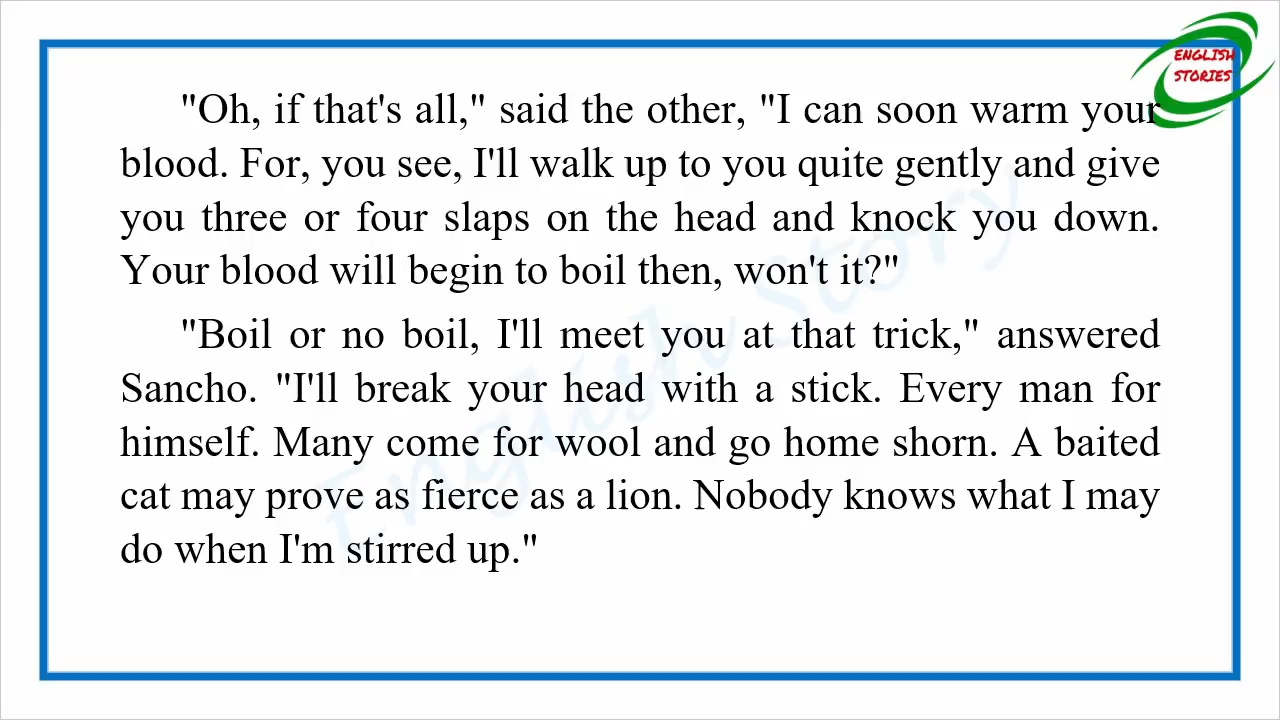 ENGLISH
STORIES
"Oh, if that's all," said the other, "I can soon warm your
blood. For, you see, I'll walk up to you quite gently and give
you three or four slaps on the head and knock you down.
Your blood will begin to boil then, won't it?"
"Boil or no boil, I'll meet you at that trick," answered
Sancho. "I'll break your head with a stick. Every man for
himself. Many come for wool and go home shorn. A baited
cat may prove as fierce as a lion. Nobody knows what I may
do when I'm stirred up."
English Story